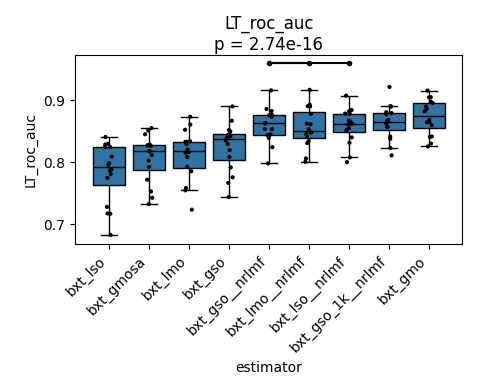 LT_roc_auc
p = 2.74e-16
LT_roc_auc
0.9
0.8
0.7
bxt_lso
bxt_gmosa
bxt_lmo
bxt_gso
bxt_gso__nrlmf
bxt_lmo__nrlmf
bxt_lso__nrlmf
bxt_gso_1k__nrlmf
bxt_gmo
estimator